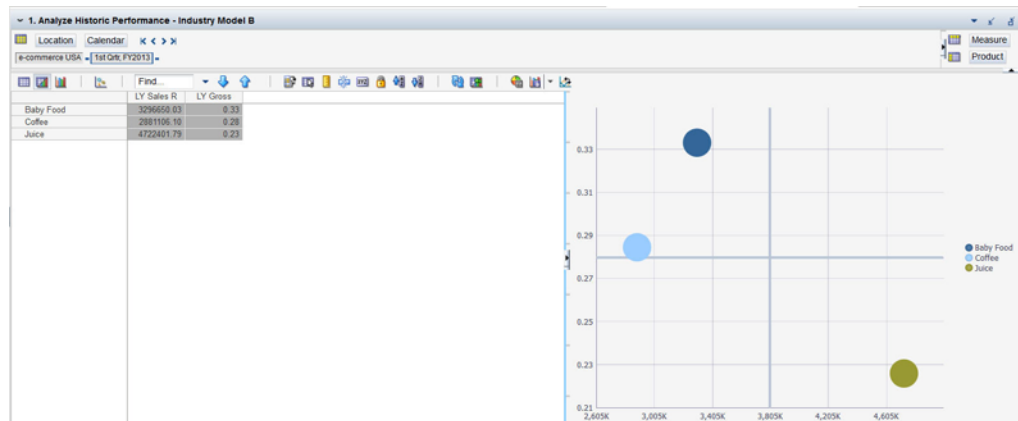 1. Analyze Historic Performance - Industry Model B
Location Calendar Measure
e-commerce USA 1st Qrtr, FY2013 Product
Find...
LY Sales R LY Gross
Baby Food 3296650.03 0.33
Coffee 2881106.10 0.28
Juice 4722401.79 0.23
0.33
0.31
0.29
0.27
0.25
0.23
0.21
2,605K 3,005K 3,405K 3,805K 4,205K 4,605K
Baby Food
Coffee
Juice